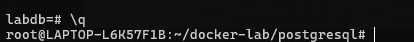 labdb=# \q
root@LAPTOP-L6K57F1B:~/docker-lab/postgresql#